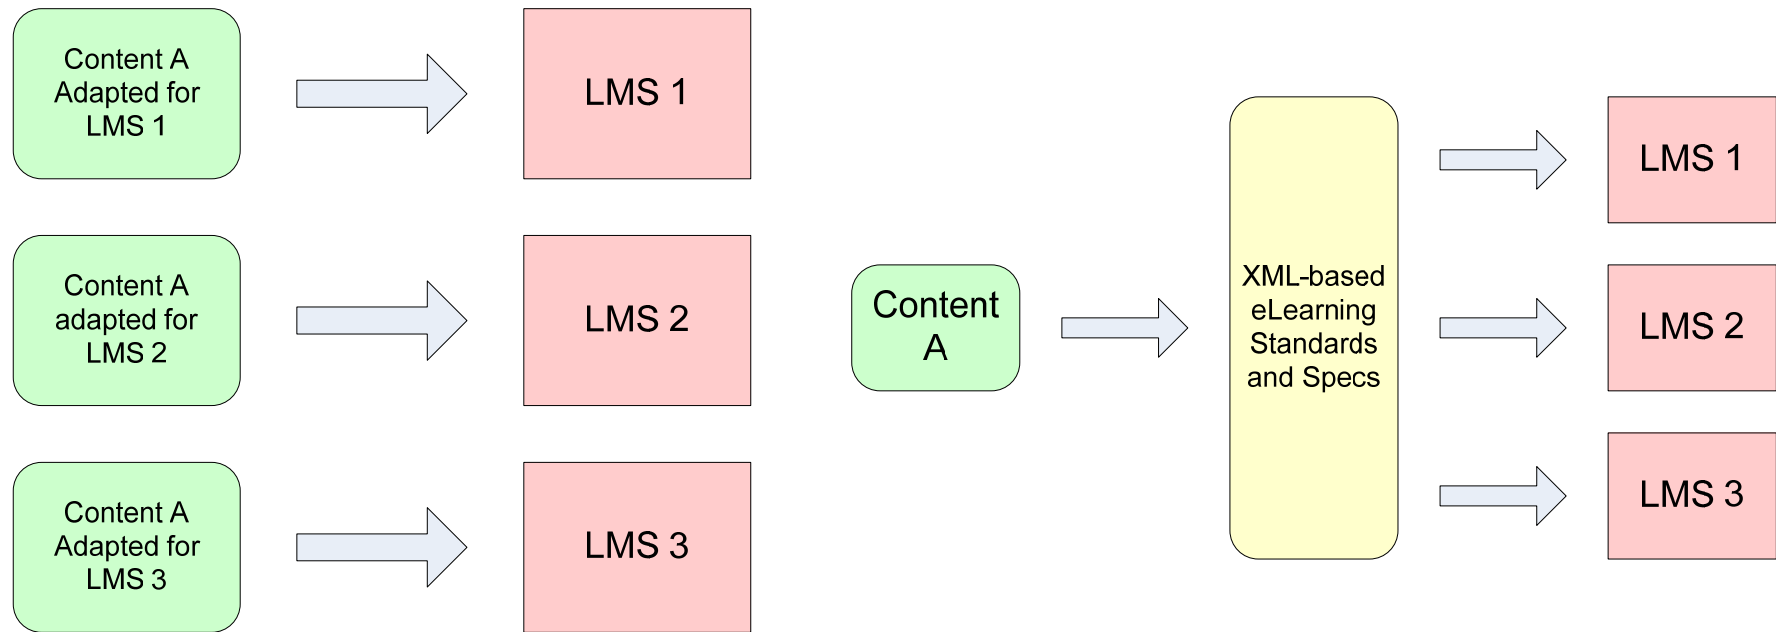 Content A
Adapted for
LMS 1
LMS 1
Content A
adapted for
LMS 2
LMS 2
Content A
Adapted for
LMS 3
LMS 3
Content
A
XML-based
eLearning
Standards
and Specs
LMS 1
LMS 2
LMS 3